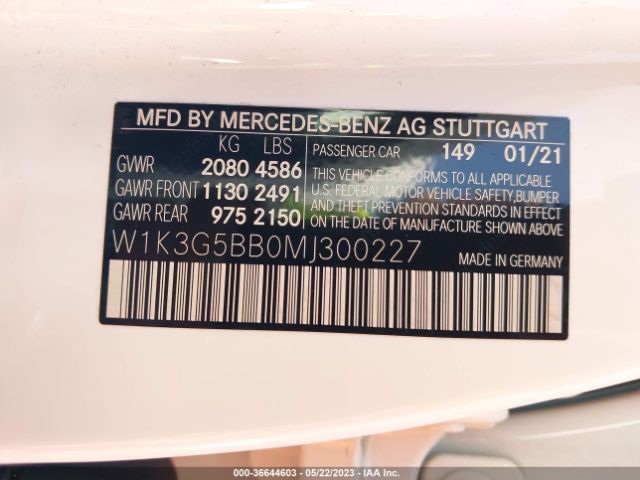 MFD BY MERCEDES-BENZ AG STUTTGART
KG LBS
GVWR 2080 4586
GAWR FRONT 1130 2491
GAWR REAR 975 2150
PASSENGER CAR 149 01/21
THIS VEHICLE CONFORMS TO ALL APPLICABLE
U.S. FEDERAL MOTOR VEHICLE SAFETY, BUMPER
AND THEFT PREVENTION STANDARDS IN EFFECT
ON THE DATE OF MANUFACTURE SHOWN ABOVE.
W1K3G5BB0MJ300227
MADE IN GERMANY
000-36644603 - 05/22/2023 - IAA Inc.